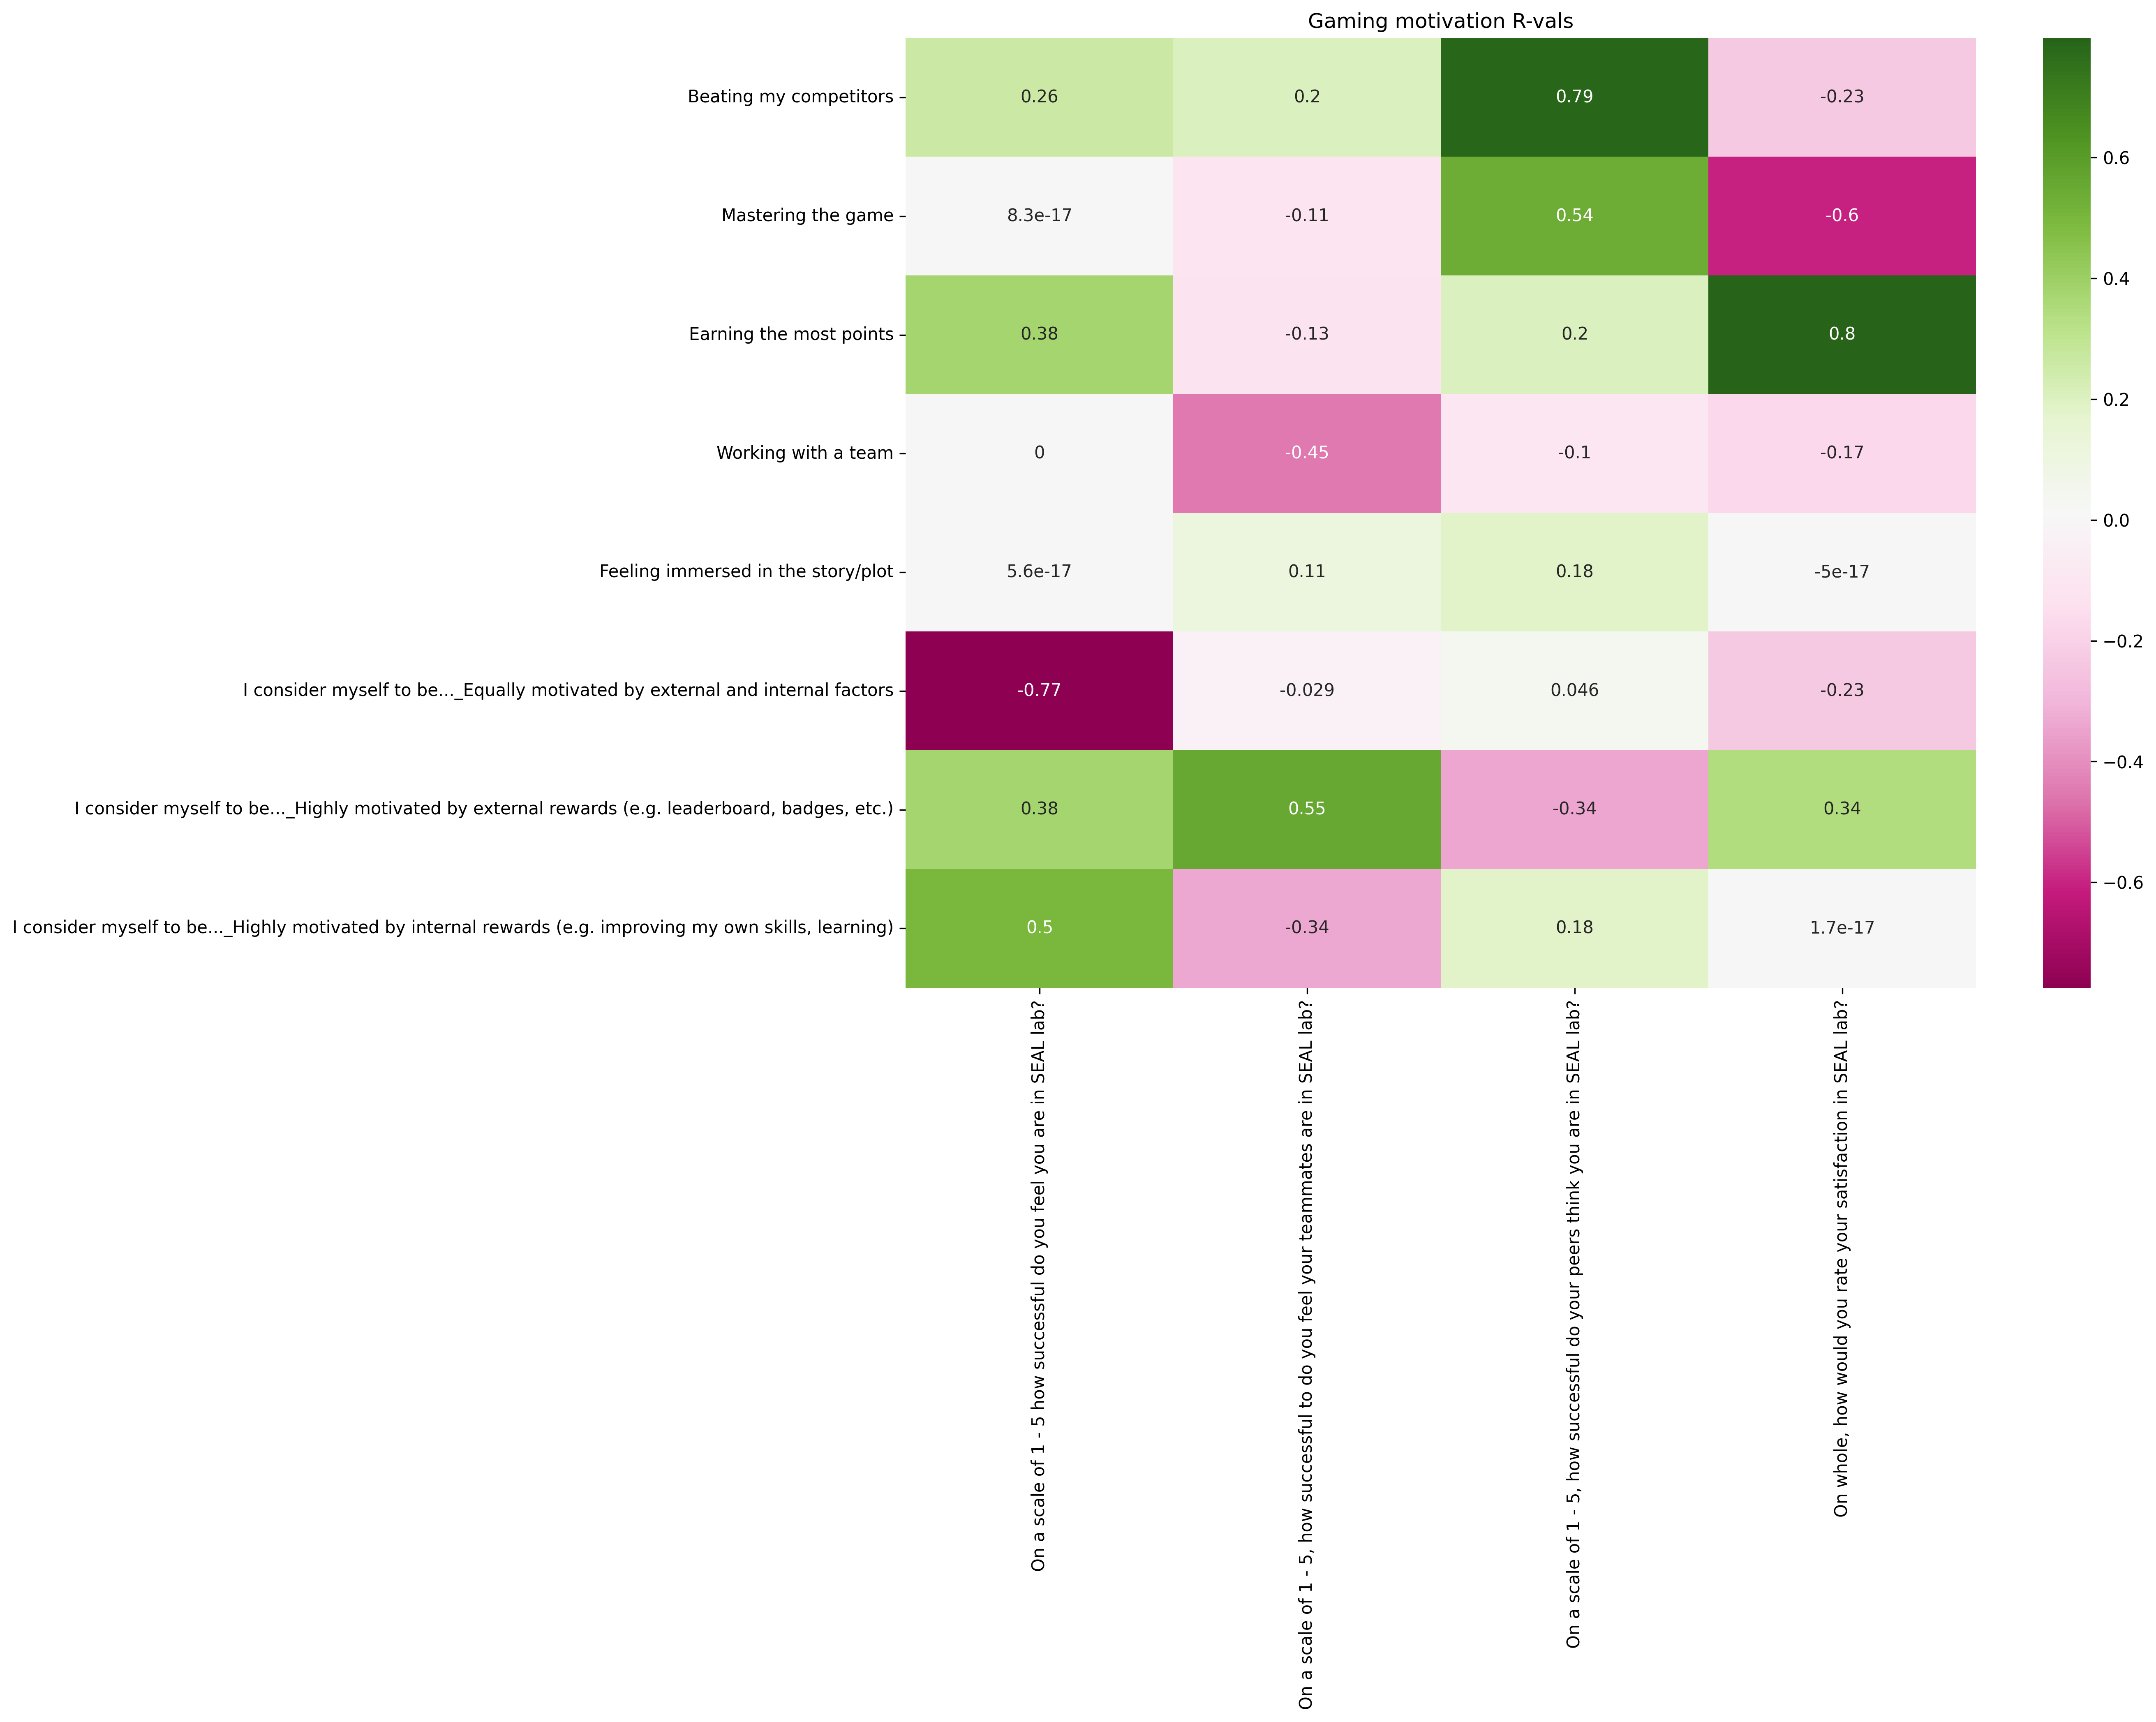 Gaming motivation R-vals
Beating my competitors
0.26
0.2
0.79
-0.23
Mastering the game
8.3e-17
-0.11
0.54
-0.6
Earning the most points
0.38
-0.13
0.2
0.8
Working with a team
0
-0.45
-0.1
-0.17
Feeling immersed in the story/plot
5.6e-17
0.11
0.18
-5e-17
I consider myself to be..._Equally motivated by external and internal factors
-0.77
-0.029
0.046
-0.23
I consider myself to be..._Highly motivated by external rewards (e.g. leaderboard, badges, etc.)
0.38
0.55
-0.34
0.34
I consider myself to be..._Highly motivated by internal rewards (e.g. improving my own skills, learning)
0.5
-0.34
0.18
1.7e-17
0.6
0.4
0.2
0.0
−0.2
−0.4
−0.6
On a scale of 1 - 5 how successful do you feel you are in SEAL lab?
On a scale of 1 - 5, how successful to do you feel your teammates are in SEAL lab?
On a scale of 1 - 5, how successful do your peers think you are in SEAL lab?
On whole, how would you rate your satisfaction in SEAL lab?